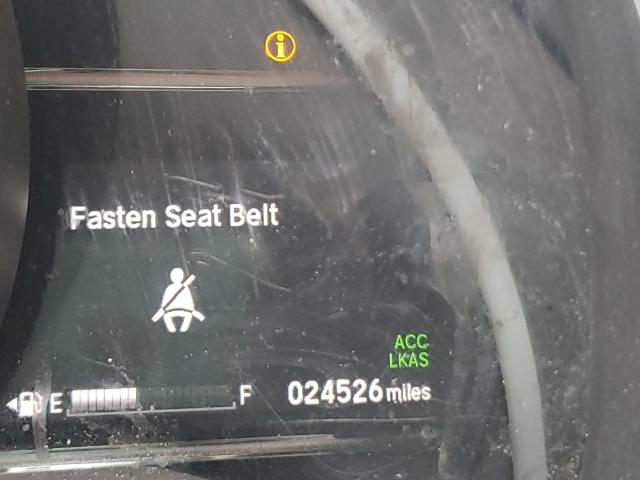 i
Fasten Seat Belt
ACC
LKAS
E F 024526 miles